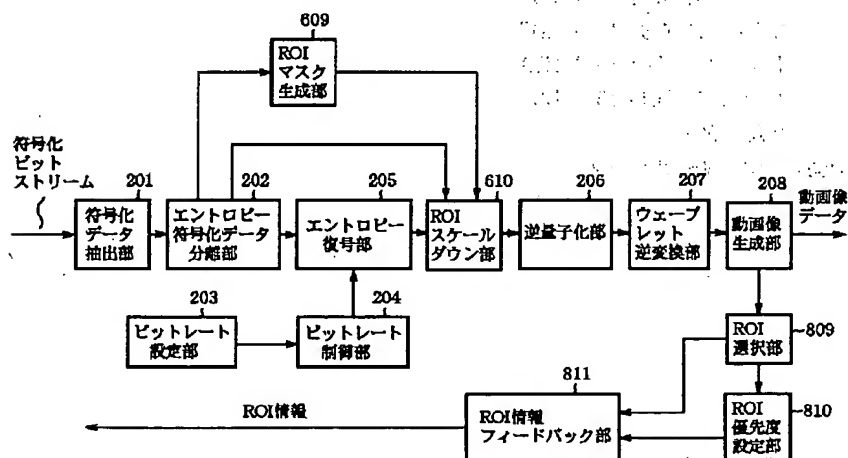 609
ROI
マスク
生成部
符号化
ビット
ストリーム
201
202
205
610
206
207
208
動画像
データ
符号化
データ
抽出部
エントロピー
符号化データ
分離部
エントロピー
復号部
ROI
スケール
ダウン部
逆量子化部
ウェーブ
レット
逆変換部
動画像
生成部
203
204
ビットレート
設定部
ビットレート
制御部
ROI
選択部
809
811
ROI情報
ROI情報
フィードバック部
ROI
優先度
設定部
810